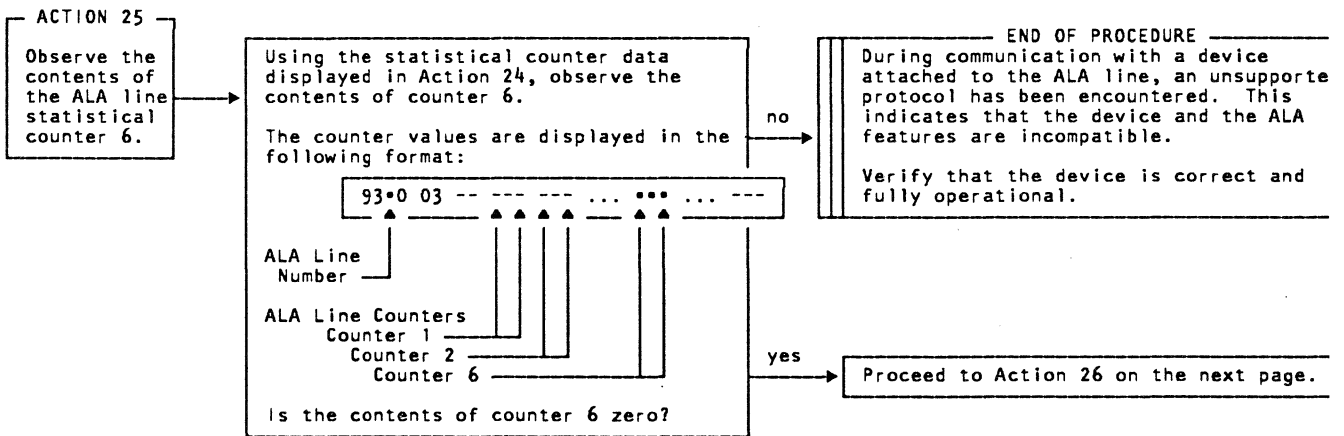 ACTION 25
Observe the
contents of
the ALA line
statistical
counter 6.
Using the statistical counter data
displayed in Action 24, observe the
contents of counter 6.
The counter values are displayed in the
following format:
93▪0 03 -- --- --- ... ▪▪▪ ... ---
ALA Line
Number
ALA Line Counters
Counter 1
Counter 2
Counter 6
Is the contents of counter 6 zero?
no
END OF PROCEDURE
During communication with a device
attached to the ALA line, an unsupporte
protocol has been encountered. This
indicates that the device and the ALA
features are incompatible.
Verify that the device is correct and
fully operational.
yes
Proceed to Action 26 on the next page.